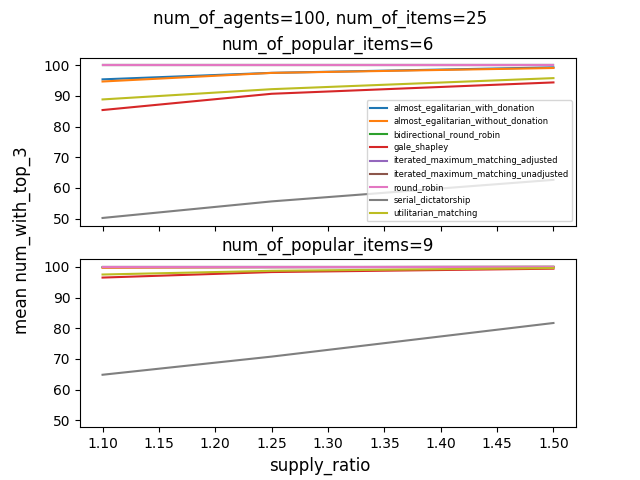 num_of_agents=100, num_of_items=25
num_of_popular_items=6
100
90
80
70
60
50
almost_egalitarian_with_donation
almost_egalitarian_without_donation
bidirectional_round_robin
gale_shapley
iterated_maximum_matching_adjusted
iterated_maximum_matching_unadjusted
round_robin
serial_dictatorship
utilitarian_matching
mean num_with_top_3
num_of_popular_items=9
100
90
80
70
60
50
1.10 1.15 1.20 1.25 1.30 1.35 1.40 1.45 1.50
supply_ratio